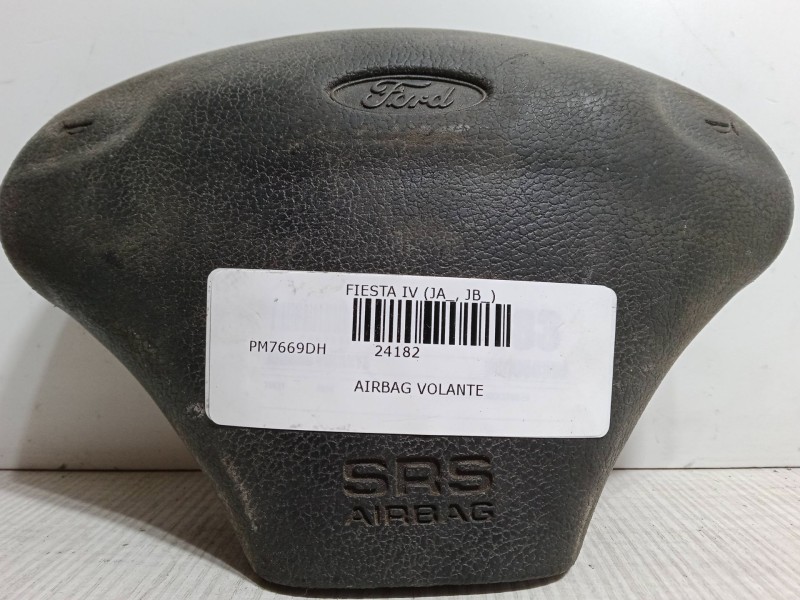 Ford
FIESTA IV (JA_, JB_)
PM7669DH 24182
AIRBAG VOLANTE
SRS
AIRBAG